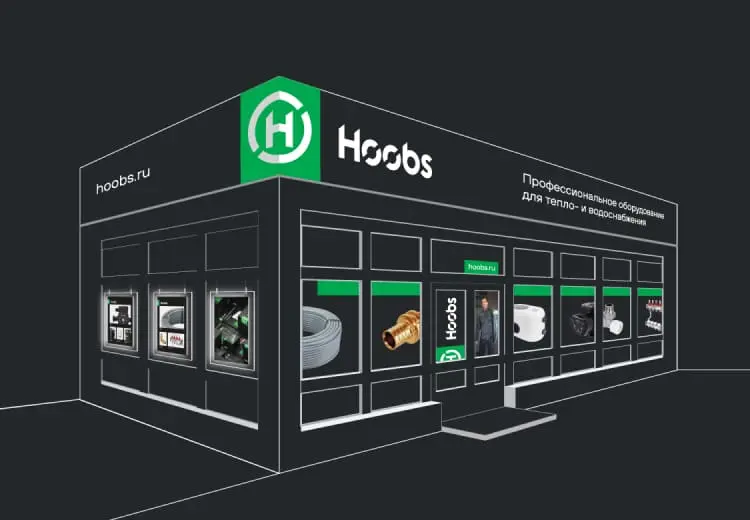 H
Hoobs
hoobs.ru
Профессиональное оборудование
для тепло- и водоснабжения
hoobs.ru
Hoobs